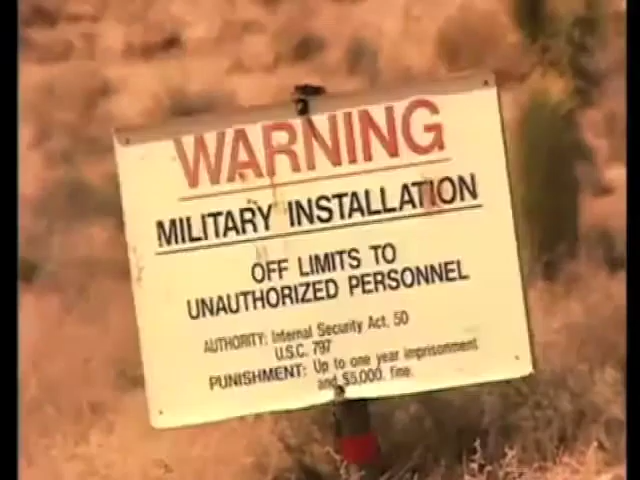 WARNING
MILITARY INSTALLATION
OFF LIMITS TO
UNAUTHORIZED PERSONNEL
AUTHORITY: Internal Security Act, 50
U.S.C. 797
PUNISHMENT: Up to one year imprisonment
and $5,000. fine.